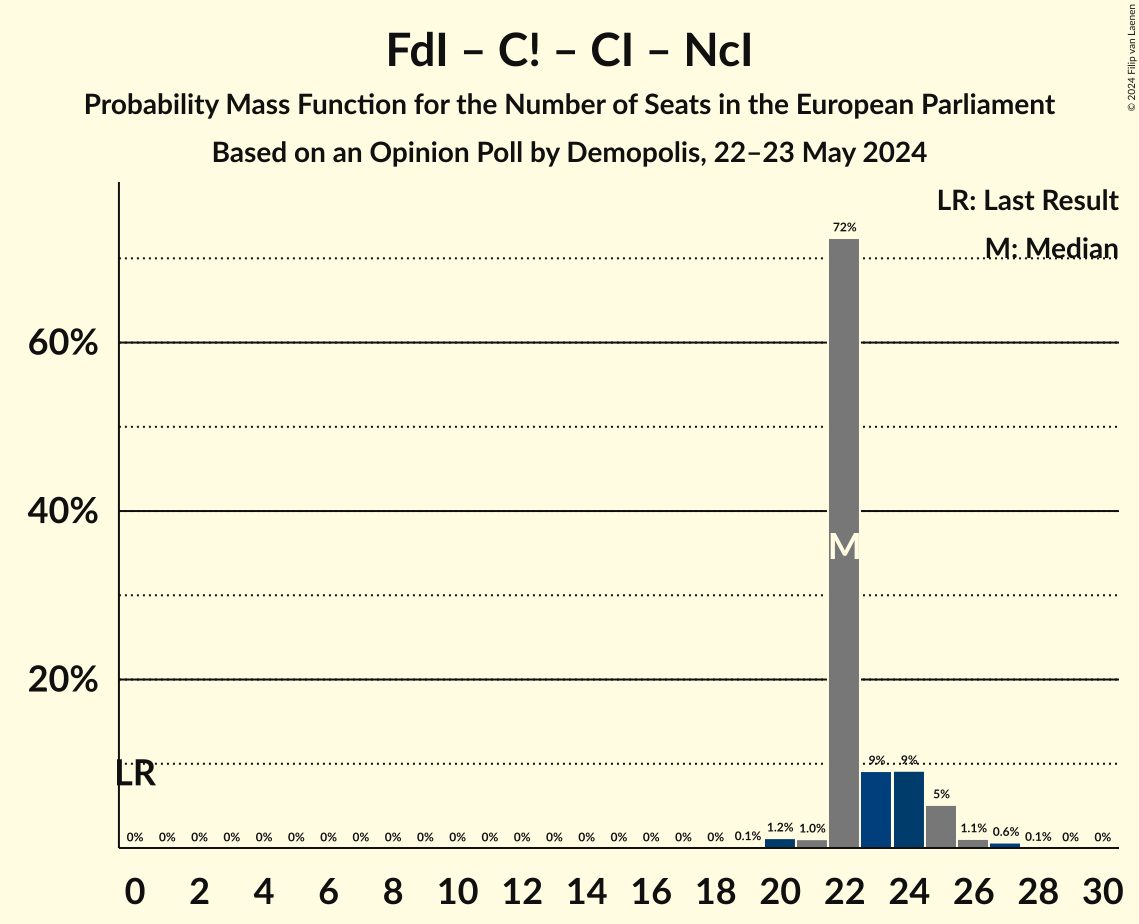 FdI – C! – CI – NcI
Probability Mass Function for the Number of Seats in the European Parliament
Based on an Opinion Poll by Demopolis, 22–23 May 2024
© 2024 Filip van Laenen
LR: Last Result
M: Median
72%
60%
40%
M
20%
LR
9% 9%
5%
0% 0% 0% 0% 0% 0% 0% 0% 0% 0% 0% 0% 0% 0% 0% 0% 0% 0% 0% 0.1% 1.2% 1.0% 1.1% 0.6% 0.1% 0% 0%
0 2 4 6 8 10 12 14 16 18 20 22 24 26 28 30